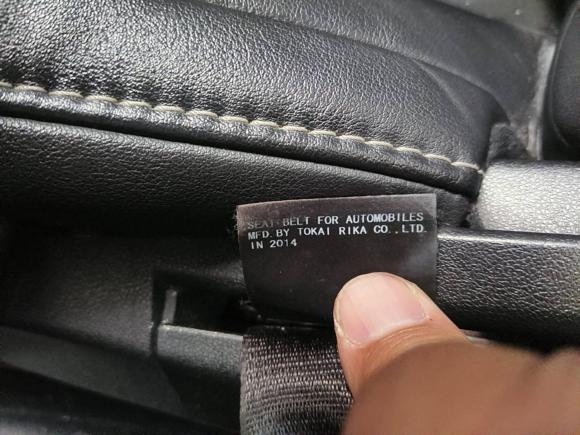 SEAT BELT FOR AUTOMOBILES
MFD. BY TOKAI RIKA CO., LTD.
IN 2014